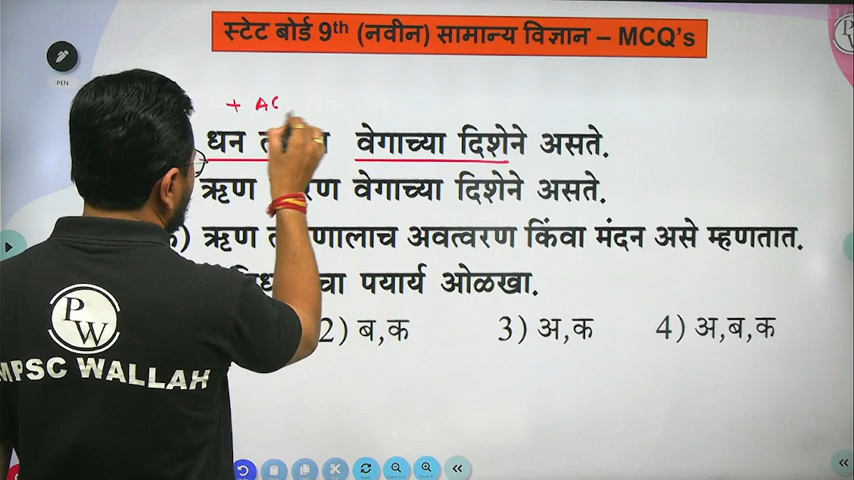 स्टेट बोर्ड 9th (नवीन) सामान्य विज्ञान – MCQ's
PEN
+ AC
धन वेगाच्या दिशेने असते.
ऋण वेगाच्या दिशेने असते.
ऋण अवत्वरण किंवा मंदन असे म्हणतात.
पयार्य ओळखा.
2) ब,क 3) अ,क 4) अ,ब,क
PW
MPSC WALLAH